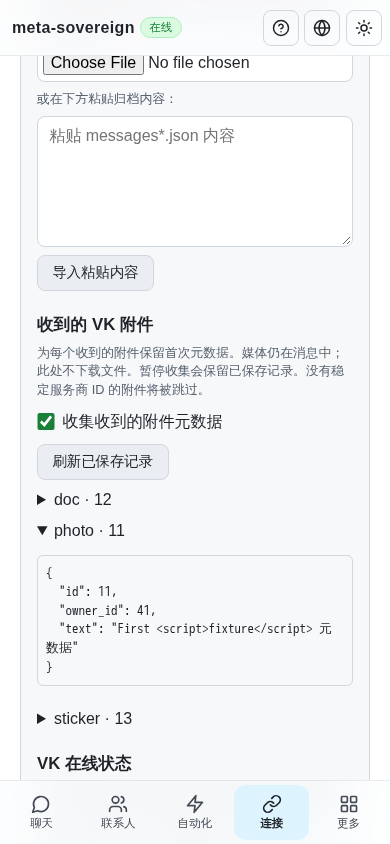 meta-sovereign 在线
Choose File No file chosen
或在下方粘贴归档内容：
粘贴 messages*.json 内容
导入粘贴内容
收到的 VK 附件
为每个收到的附件保留首次元数据。媒体仍在消息中；
此处不下载文件。暂停收集会保留已保存记录。没有稳
定服务商 ID 的附件将被跳过。
收集收到的附件元数据
刷新已保存记录
doc · 12
photo · 11
{
  "id": 11,
  "owner_id": 41,
  "text": "First <script>fixture</script> 元
数据"
}
sticker · 13
VK 在线状态
聊天 联系人 自动化 连接 更多